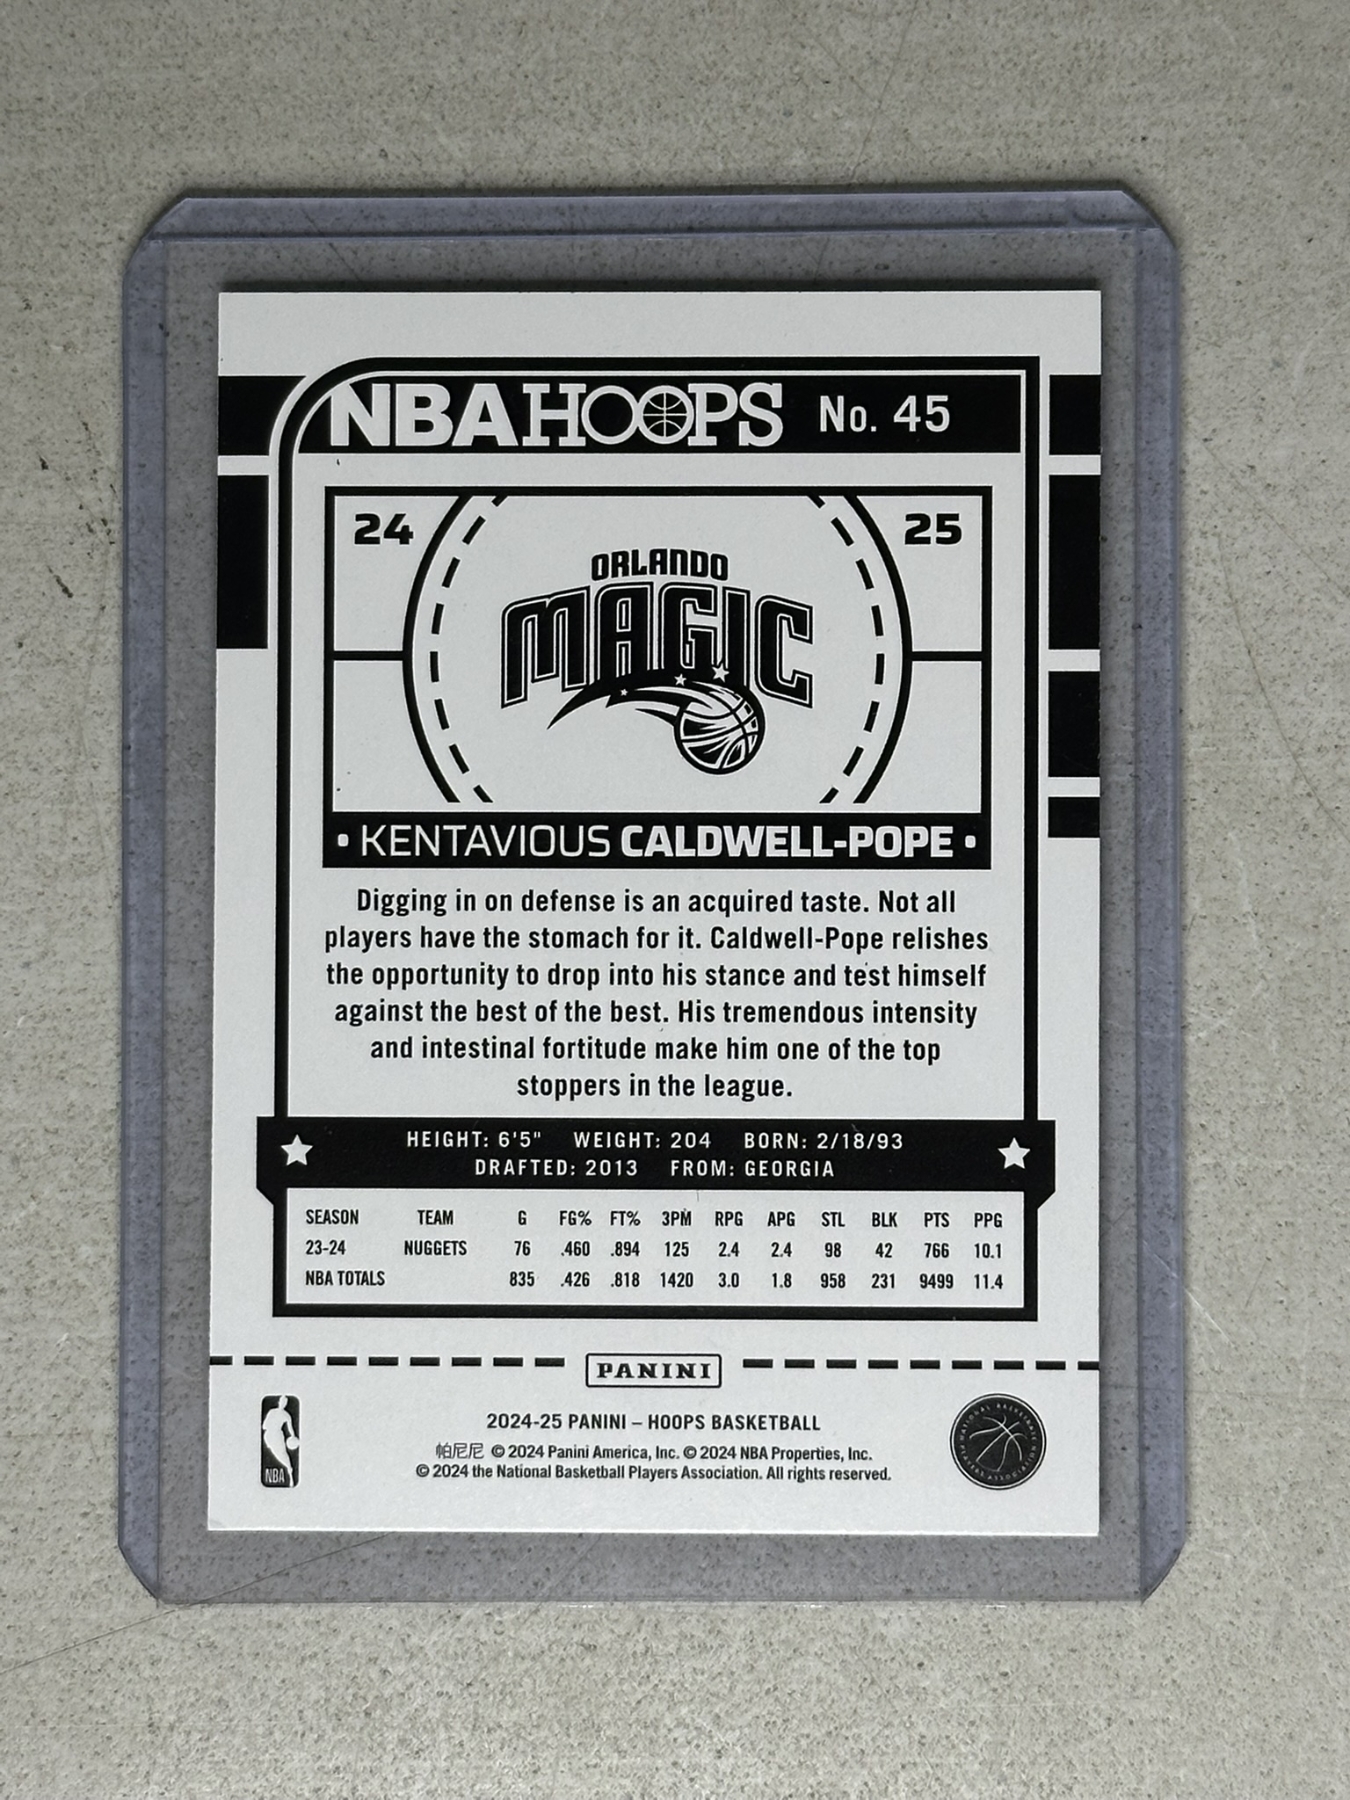 NBA HOOPS No. 45
24 25
ORLANDO
MAGIC
• KENTAVIOUS CALDWELL-POPE •
Digging in on defense is an acquired taste. Not all
players have the stomach for it. Caldwell-Pope relishes
the opportunity to drop into his stance and test himself
against the best of the best. His tremendous intensity
and intestinal fortitude make him one of the top
stoppers in the league.
HEIGHT: 6'5" WEIGHT: 204 BORN: 2/18/93
DRAFTED: 2013 FROM: GEORGIA
SEASON TEAM G FG% FT% 3PM RPG APG STL BLK PTS PPG
23-24 NUGGETS 76 .460 .894 125 2.4 2.4 98 42 766 10.1
NBA TOTALS 835 .426 .818 1420 3.0 1.8 958 231 9499 11.4
PANINI
2024-25 PANINI – HOOPS BASKETBALL
帕尼尼 © 2024 Panini America, Inc. © 2024 NBA Properties, Inc.
© 2024 the National Basketball Players Association. All rights reserved.
NBA
NATIONAL BASKETBALL PLAYERS ASSOCIATION